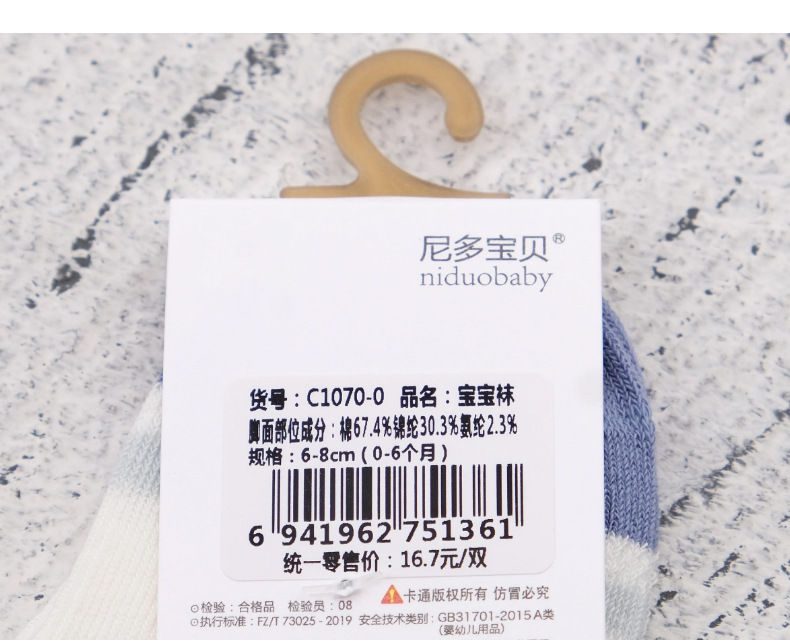 尼多宝贝®
niduobaby
货号：C1070-0 品名：宝宝袜
脚面部位成分：棉67.4%锦纶30.3%氨纶2.3%
规格：6-8cm（0-6个月）
6 941962 751361
统一零售价：16.7元/双
卡通版权所有 仿冒必究
⊙检验：合格品 检验员：08
⊙执行标准：FZ/T 73025 - 2019 安全技术类别：GB31701-2015 A类
（婴幼儿用品）